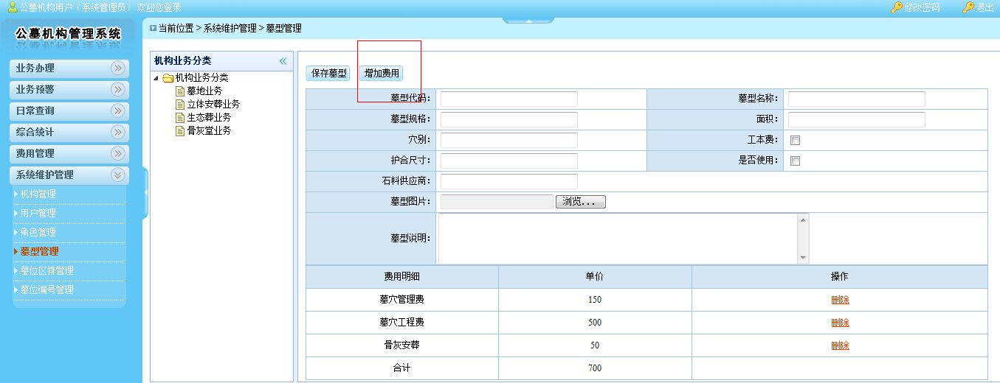 公墓机构用户（系统管理员） 欢迎您登录
修改密码
退出
公墓机构管理系统
业务办理
业务预警
日常查询
综合统计
费用管理
系统维护管理
机构管理
用户管理
角色管理
墓型管理
墓位区排管理
墓位编号管理
当前位置 > 系统维护管理 > 墓型管理
机构业务分类
机构业务分类
墓地业务
立体安葬业务
生态葬业务
骨灰堂业务
保存墓型 增加费用
墓型代码: 墓型名称:
墓型规格: 面积:
穴别: 工本费:
护合尺寸: 是否使用:
石料供应商:
墓型图片: 浏览...
墓型说明:
费用明细 单价 操作
墓穴管理费 150 删除
墓穴工程费 500 删除
骨灰安葬 50 删除
合计 700